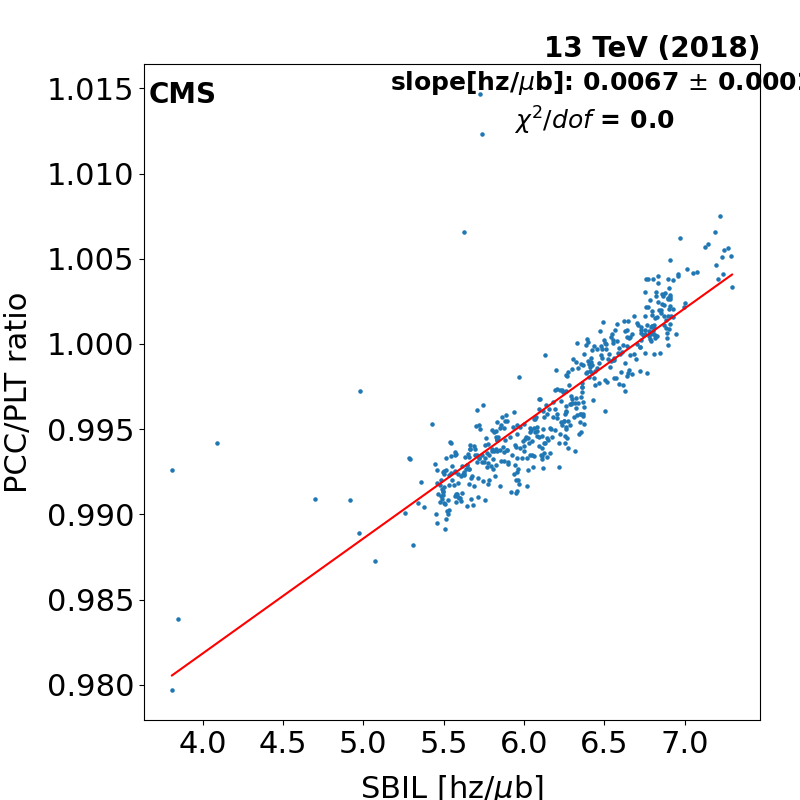 13 TeV (2018)
CMS
slope[hz/μb]: 0.0067 ± 0.000
χ²/dof = 0.0
1.015
1.010
1.005
1.000
0.995
0.990
0.985
0.980
PCC/PLT ratio
4.0 4.5 5.0 5.5 6.0 6.5 7.0
SBIL [hz/μb]